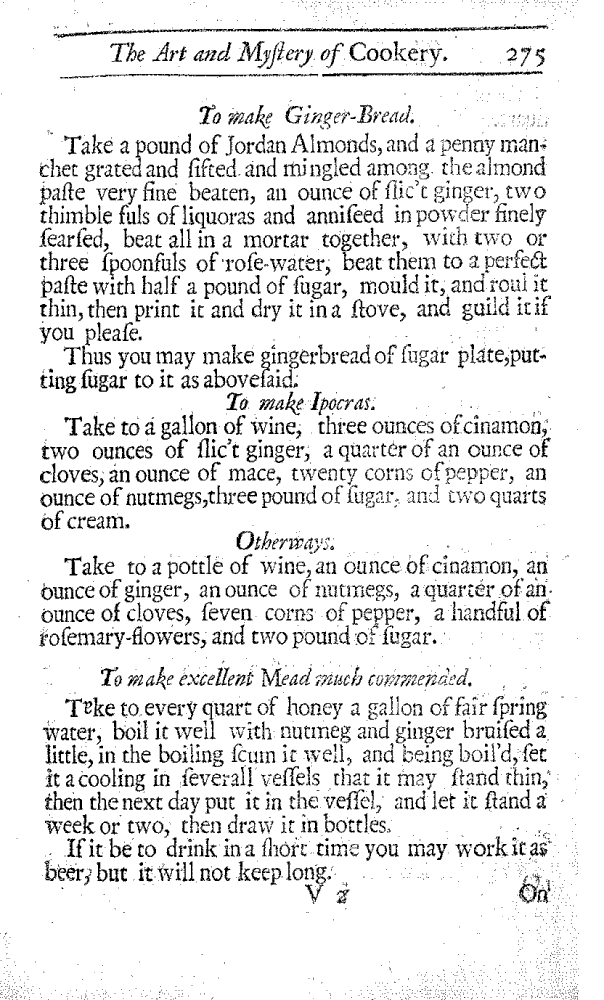 The Art and Myſtery of Cookery. 275
To make Ginger-Bread.
Take a pound of Jordan Almonds, and a penny man-
chet grated and ſifted and mingled among the almond
paſte very fine beaten, an ounce of ſlic't ginger, two
thimble fuls of liquoras and anniſeed in powder finely
ſearſed, beat all in a mortar together, with two or
three ſpoonfuls of roſe-water, beat them to a perfect
paſte with half a pound of ſugar, mould it, and roul it
thin, then print it and dry it in a ſtove, and guild it if
you pleaſe.
Thus you may make gingerbread of ſugar plate, put-
ting ſugar to it as aboveſaid.
To make Ipocras.
Take to a gallon of wine, three ounces of cinamon,
two ounces of ſlic't ginger, a quarter of an ounce of
cloves, an ounce of mace, twenty corns of pepper, an
ounce of nutmegs, three pound of ſugar, and two quarts
of cream.
Otherways.
Take to a pottle of wine, an ounce of cinamon, an
ounce of ginger, an ounce of nutmegs, a quarter of an
ounce of cloves, ſeven corns of pepper, a handful of
roſemary-flowers, and two pound of ſugar.
To make excellent Mead much commended.
Take to every quart of honey a gallon of fair ſpring
water, boil it well with nutmeg and ginger bruiſed a
little, in the boiling ſcum it well, and being boil'd, ſet
it a cooling in ſeverall veſſels that it may ſtand thin,
then the next day put it in the veſſel, and let it ſtand a
week or two, then draw it in bottles.
If it be to drink in a ſhort time you may work it as
beer, but it will not keep long.
V 2 On